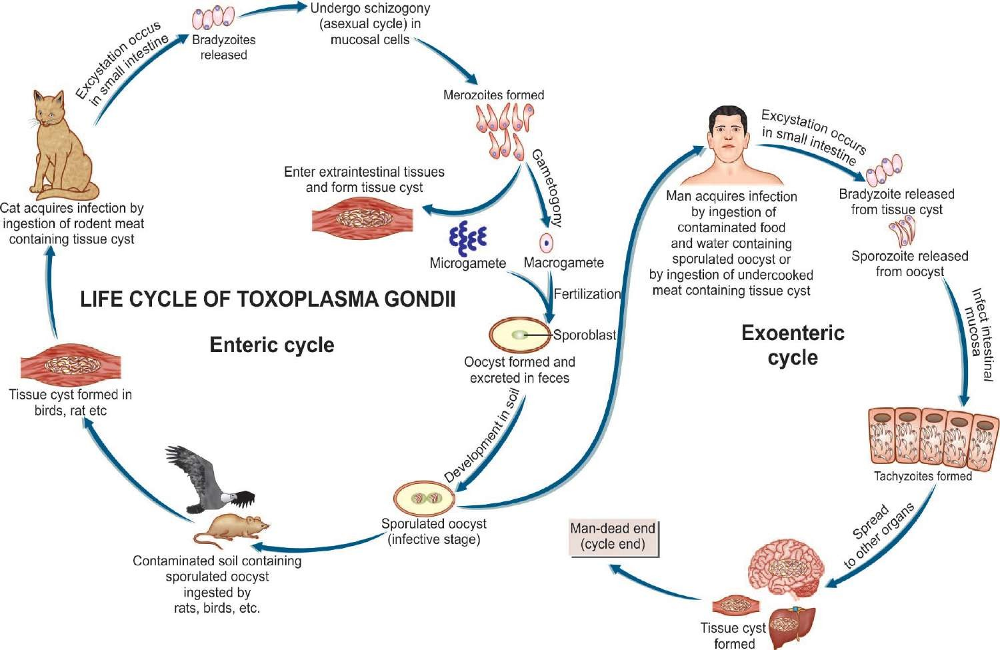 Undergo schizogony
(asexual cycle) in
mucosal cells
Bradyzoites
released
Excystation occus
in small intestine
Merozoites formed
Gametogony
Enter extraintestinal tissues
and form tissue cyst
Microgamete
Macrogamete
Fertilization
Sporoblast
Oocyst formed and
excreted in feces
Development in soil
Sporulated oocyst
(infective stage)
Contaminated soil containing
sporulated oocyst
ingested by
rats, birds, etc.
Tissue cyst formed in
birds, rat etc
Cat acquires infection by
ingestion of rodent meat
containing tissue cyst
LIFE CYCLE OF TOXOPLASMA GONDII
Enteric cycle
Exoenteric
cycle
Man acquires infection
by ingestion of
contaminated food
and water containing
sporulated oocyst or
by ingestion of undercooked
meat containing tissue cyst
Excystation occurs
in small intestine
Bradyzoite released
from tissue cyst
Sporozoite released
from oocyst
Infect intestinal
mucosa
Tachyzoites formed
Spread
to other organs
Tissue cyst
formed
Man-dead end
(cycle end)